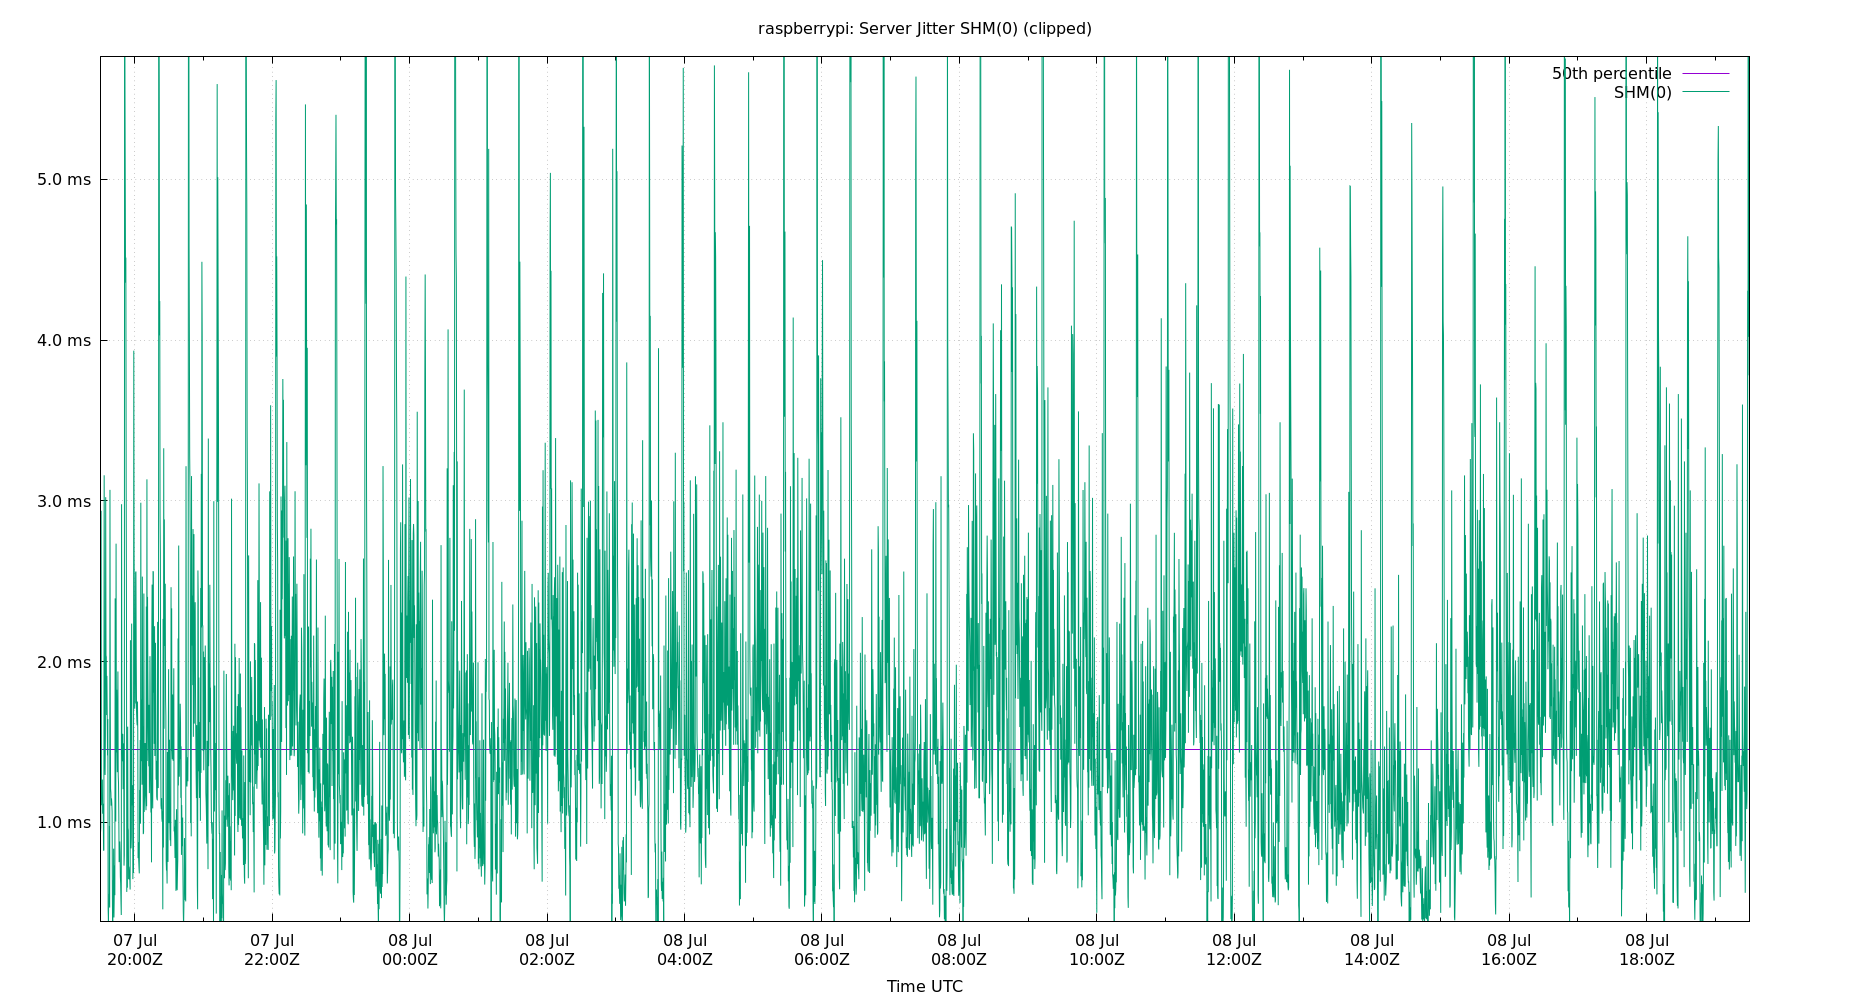 raspberrypi: Server Jitter SHM(0) (clipped)
50th percentile
SHM(0)
5.0 ms
4.0 ms
3.0 ms
2.0 ms
1.0 ms
07 Jul 07 Jul 08 Jul 08 Jul 08 Jul 08 Jul 08 Jul 08 Jul 08 Jul 08 Jul 08 Jul 08 Jul
20:00Z 22:00Z 00:00Z 02:00Z 04:00Z 06:00Z 08:00Z 10:00Z 12:00Z 14:00Z 16:00Z 18:00Z
Time UTC